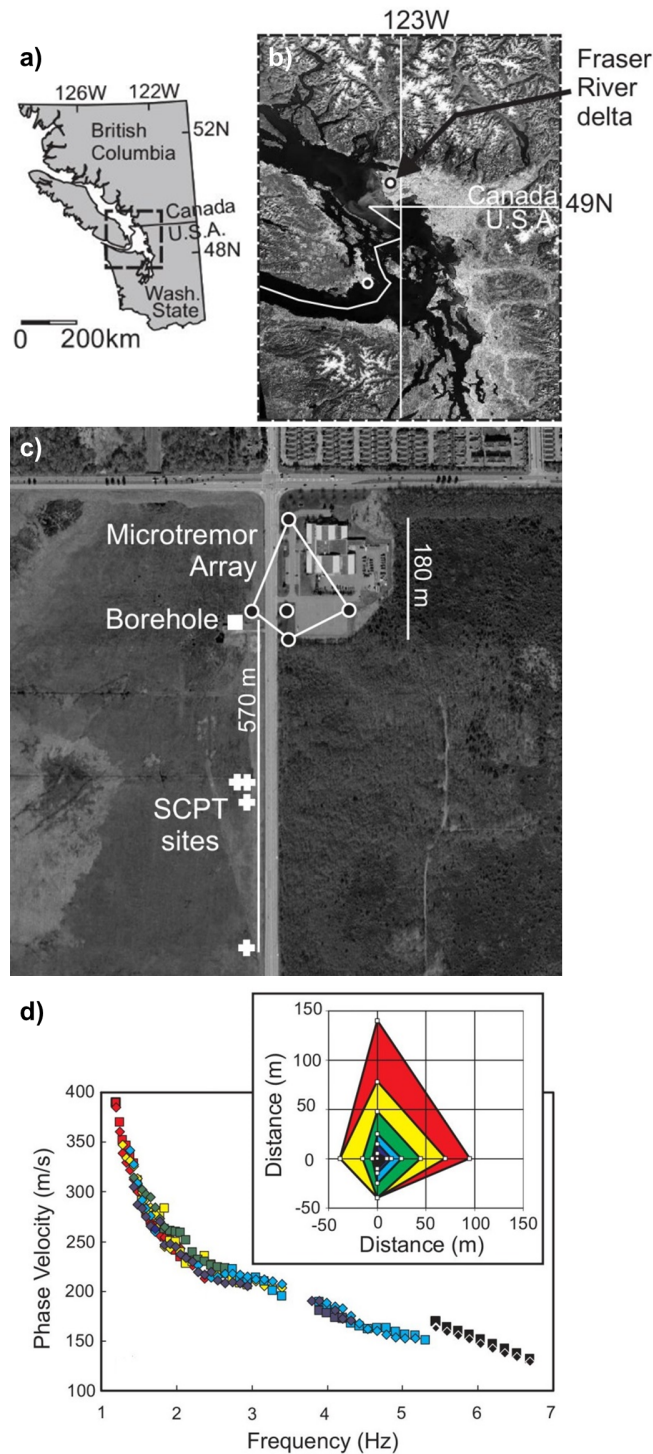 a)
126W
122W
British
Columbia
52N
Canada
U.S.A.
48N
Wash.
State
0
200km
123W
b)
Fraser
River
delta
Canada
U.S.A.
49N
c)
Microtremor
Array
180 m
Borehole
570 m
SCPT
sites
d)
150
100
50
0
-50
-50
0
50
100
150
Distance (m)
Distance (m)
400
350
300
250
200
150
100
Phase Velocity (m/s)
1
2
3
4
5
6
7
Frequency (Hz)